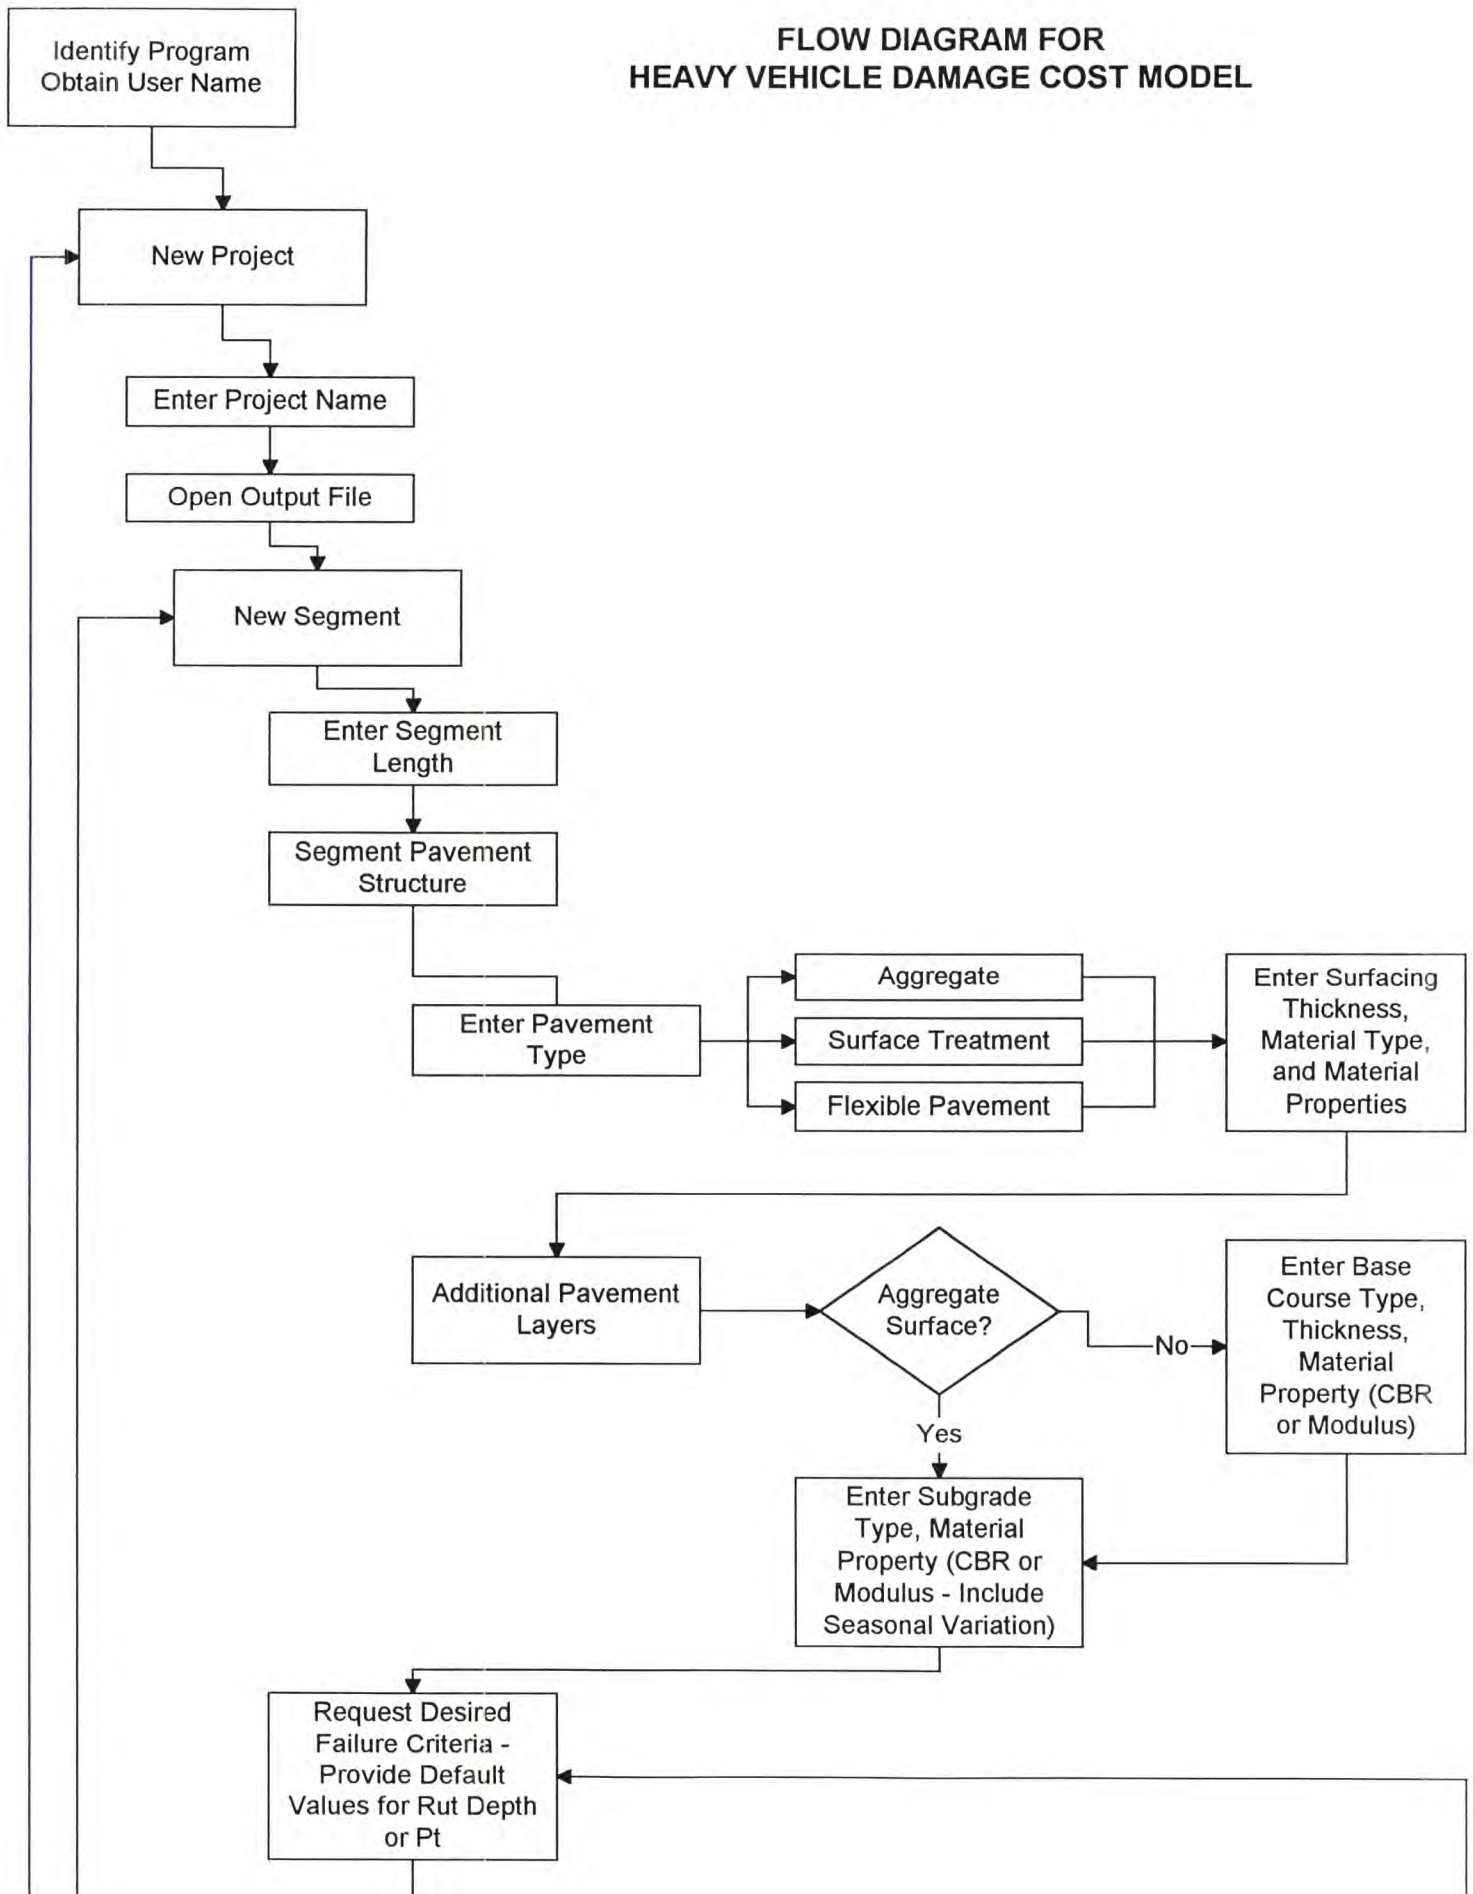 FLOW DIAGRAM FOR
HEAVY VEHICLE DAMAGE COST MODEL
Identify Program
Obtain User Name
New Project
Enter Project Name
Open Output File
New Segment
Enter Segment
Length
Segment Pavement
Structure
Enter Pavement
Type
Aggregate
Surface Treatment
Flexible Pavement
Enter Surfacing
Thickness,
Material Type,
and Material
Properties
Additional Pavement
Layers
Aggregate
Surface?
No
Enter Base
Course Type,
Thickness,
Material
Property (CBR
or Modulus)
Yes
Enter Subgrade
Type, Material
Property (CBR or
Modulus - Include
Seasonal Variation)
Request Desired
Failure Criteria -
Provide Default
Values for Rut Depth
or Pt